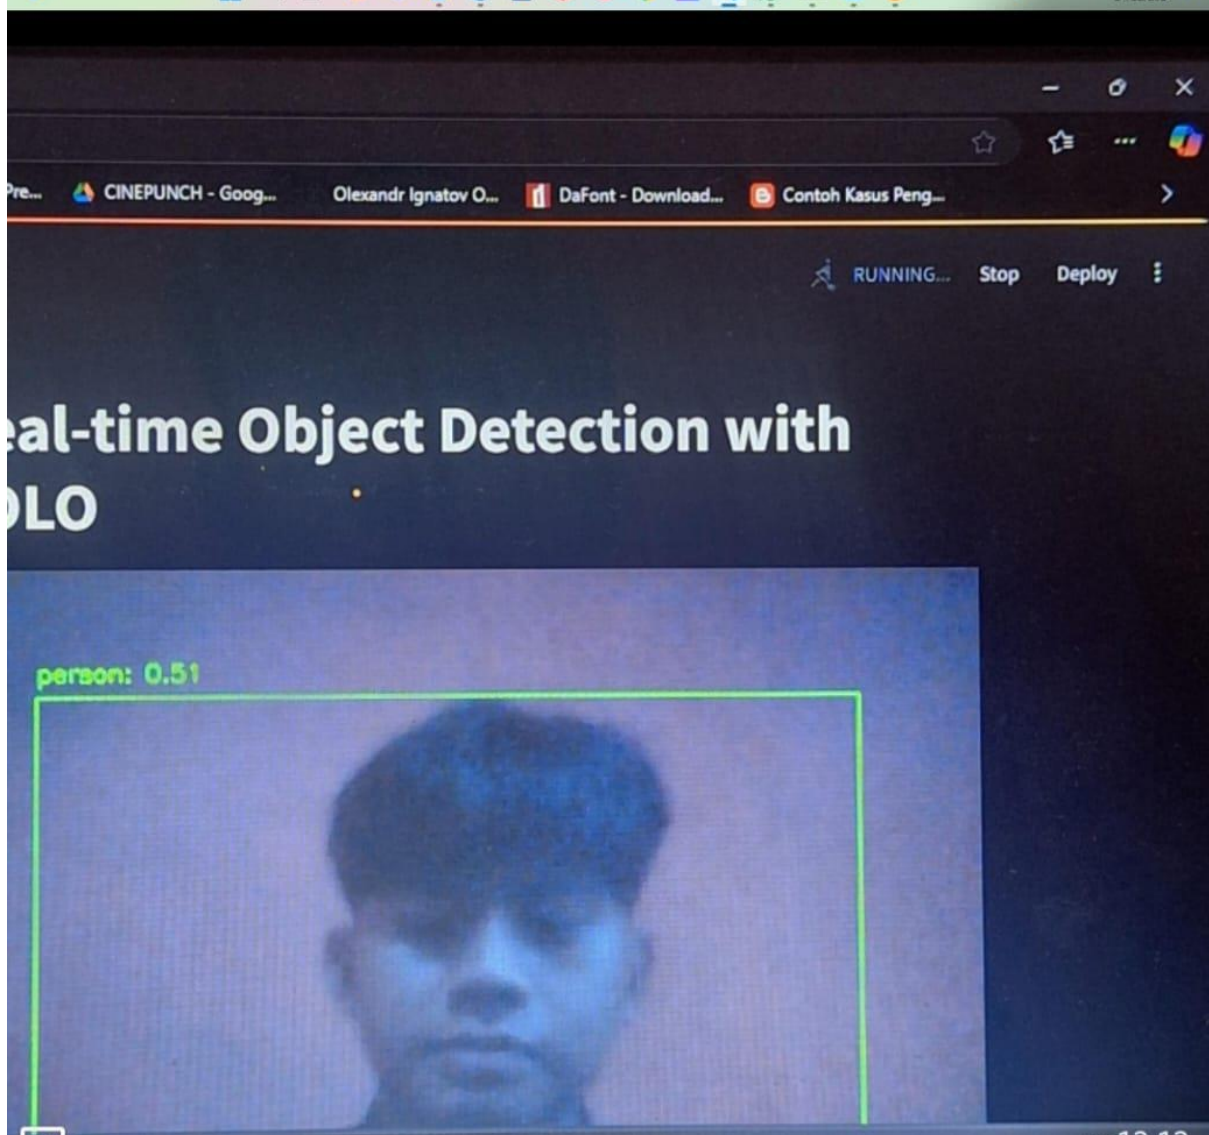 Pre... CINEPUNCH - Goog... Olexandr Ignatov O... DaFont - Download... Contoh Kasus Peng...
RUNNING... Stop Deploy
eal-time Object Detection with
OLO
person: 0.51